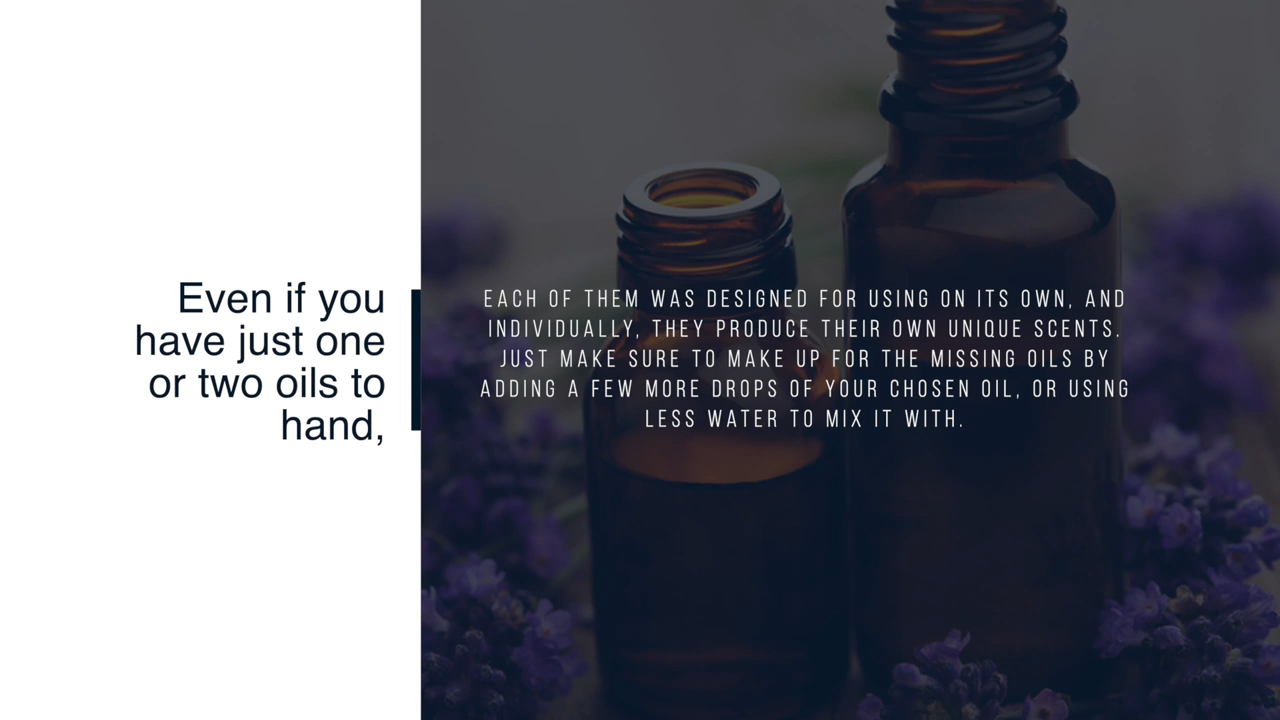 Even if you
have just one
or two oils to
hand,
EACH OF THEM WAS DESIGNED FOR USING ON ITS OWN, AND
INDIVIDUALLY, THEY PRODUCE THEIR OWN UNIQUE SCENTS.
JUST MAKE SURE TO MAKE UP FOR THE MISSING OILS BY
ADDING A FEW MORE DROPS OF YOUR CHOSEN OIL, OR USING
LESS WATER TO MIX IT WITH.